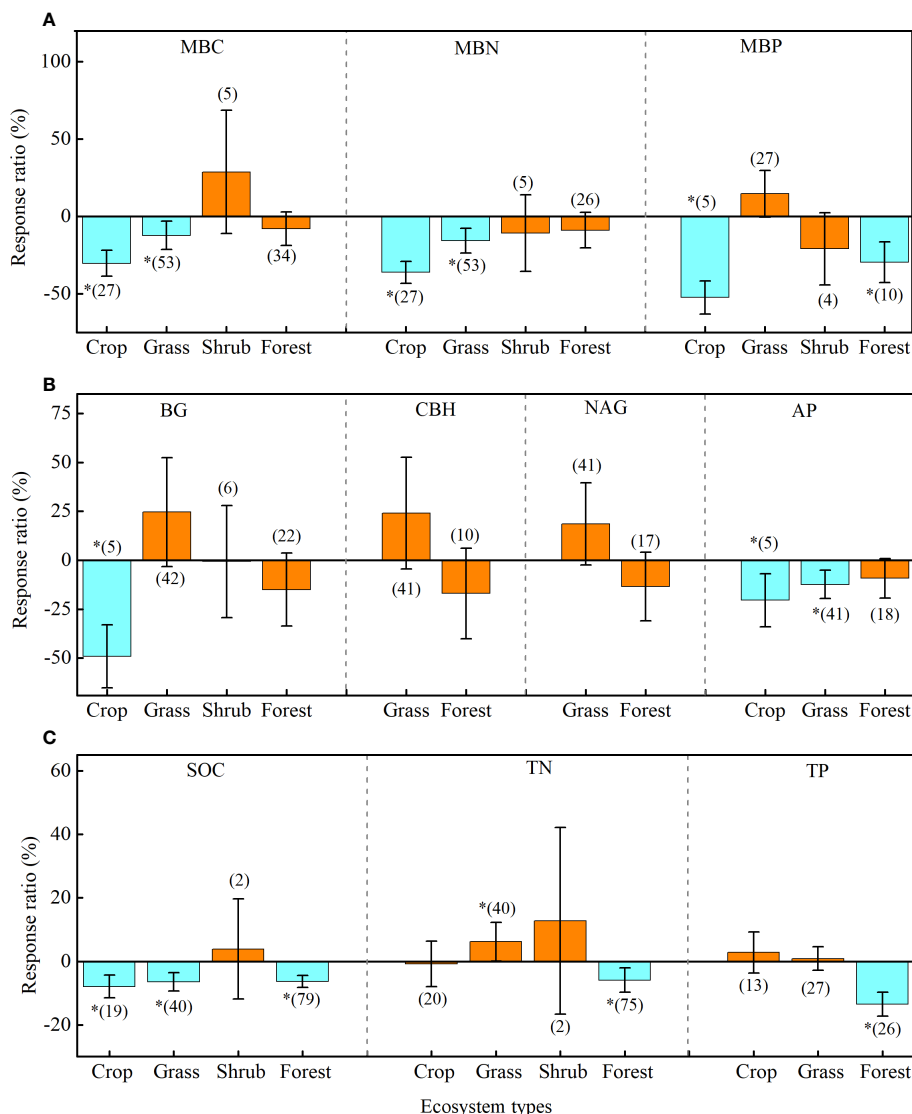 A
MBC MBN MBP
100
50
0
-50
Response ratio (%)
*(27) *(53) (5) (34) *(27) *(53) (5) (26) *(5) (27) (4) *(10)
Crop Grass Shrub Forest Crop Grass Shrub Forest Crop Grass Shrub Forest
B
BG CBH NAG AP
75
50
25
0
-25
-50
Response ratio (%)
*(5) (42) (6) (22) (41) (10) (41) (17) *(5) *(41) (18)
Crop Grass Shrub Forest Grass Forest Grass Forest Crop Grass Forest
C
SOC TN TP
60
40
20
0
-20
Response ratio (%)
*(19) *(40) (2) *(79) (20) *(40) (2) *(75) (13) (27) *(26)
Crop Grass Shrub Forest Crop Grass Shrub Forest Crop Grass Forest
Ecosystem types